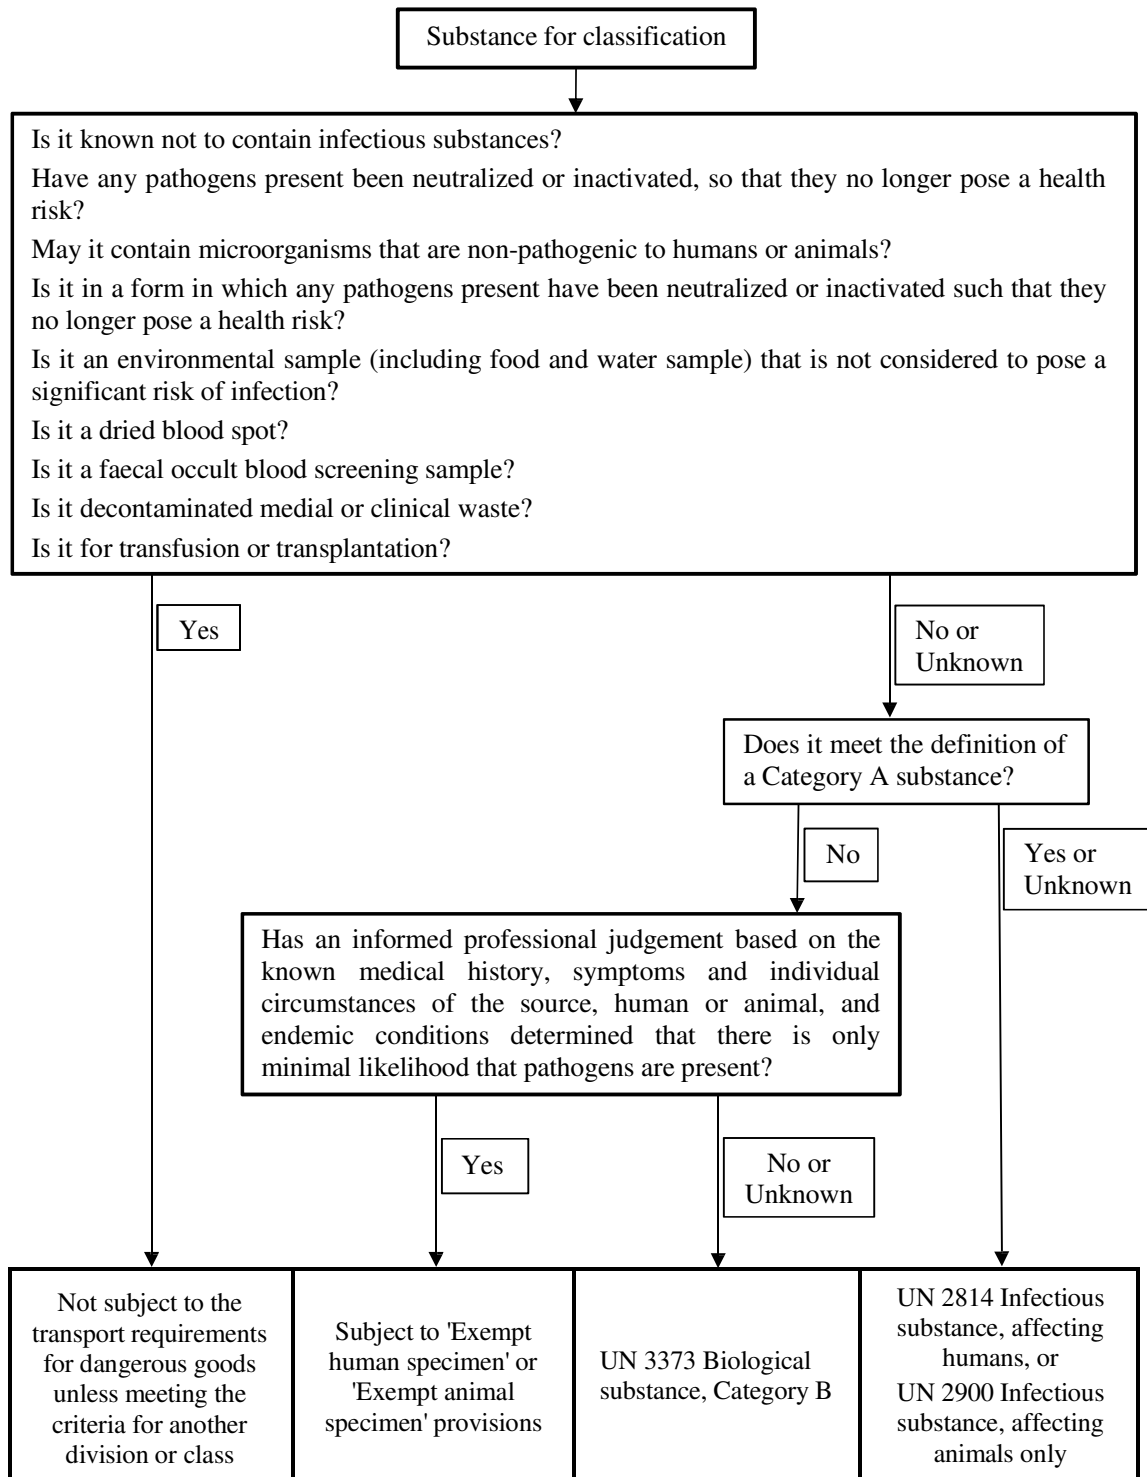 Substance for classification
Is it known not to contain infectious substances?
Have any pathogens present been neutralized or inactivated, so that they no longer pose a health
risk?
May it contain microorganisms that are non-pathogenic to humans or animals?
Is it in a form in which any pathogens present have been neutralized or inactivated such that they
no longer pose a health risk?
Is it an environmental sample (including food and water sample) that is not considered to pose a
significant risk of infection?
Is it a dried blood spot?
Is it a faecal occult blood screening sample?
Is it decontaminated medial or clinical waste?
Is it for transfusion or transplantation?
Yes
No or
Unknown
Does it meet the definition of
a Category A substance?
No
Yes or
Unknown
Has an informed professional judgement based on the
known medical history, symptoms and individual
circumstances of the source, human or animal, and
endemic conditions determined that there is only
minimal likelihood that pathogens are present?
Yes
No or
Unknown
Not subject to the
transport requirements
for dangerous goods
unless meeting the
criteria for another
division or class
Subject to 'Exempt
human specimen' or
'Exempt animal
specimen' provisions
UN 3373 Biological
substance, Category B
UN 2814 Infectious
substance, affecting
humans, or
UN 2900 Infectious
substance, affecting
animals only